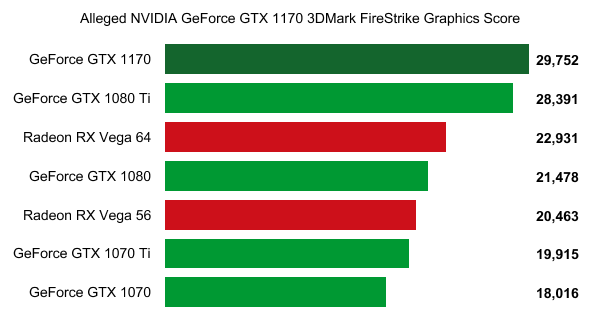 Alleged NVIDIA GeForce GTX 1170 3DMark FireStrike Graphics Score
GeForce GTX 1170 29,752
GeForce GTX 1080 Ti 28,391
Radeon RX Vega 64 22,931
GeForce GTX 1080 21,478
Radeon RX Vega 56 20,463
GeForce GTX 1070 Ti 19,915
GeForce GTX 1070 18,016